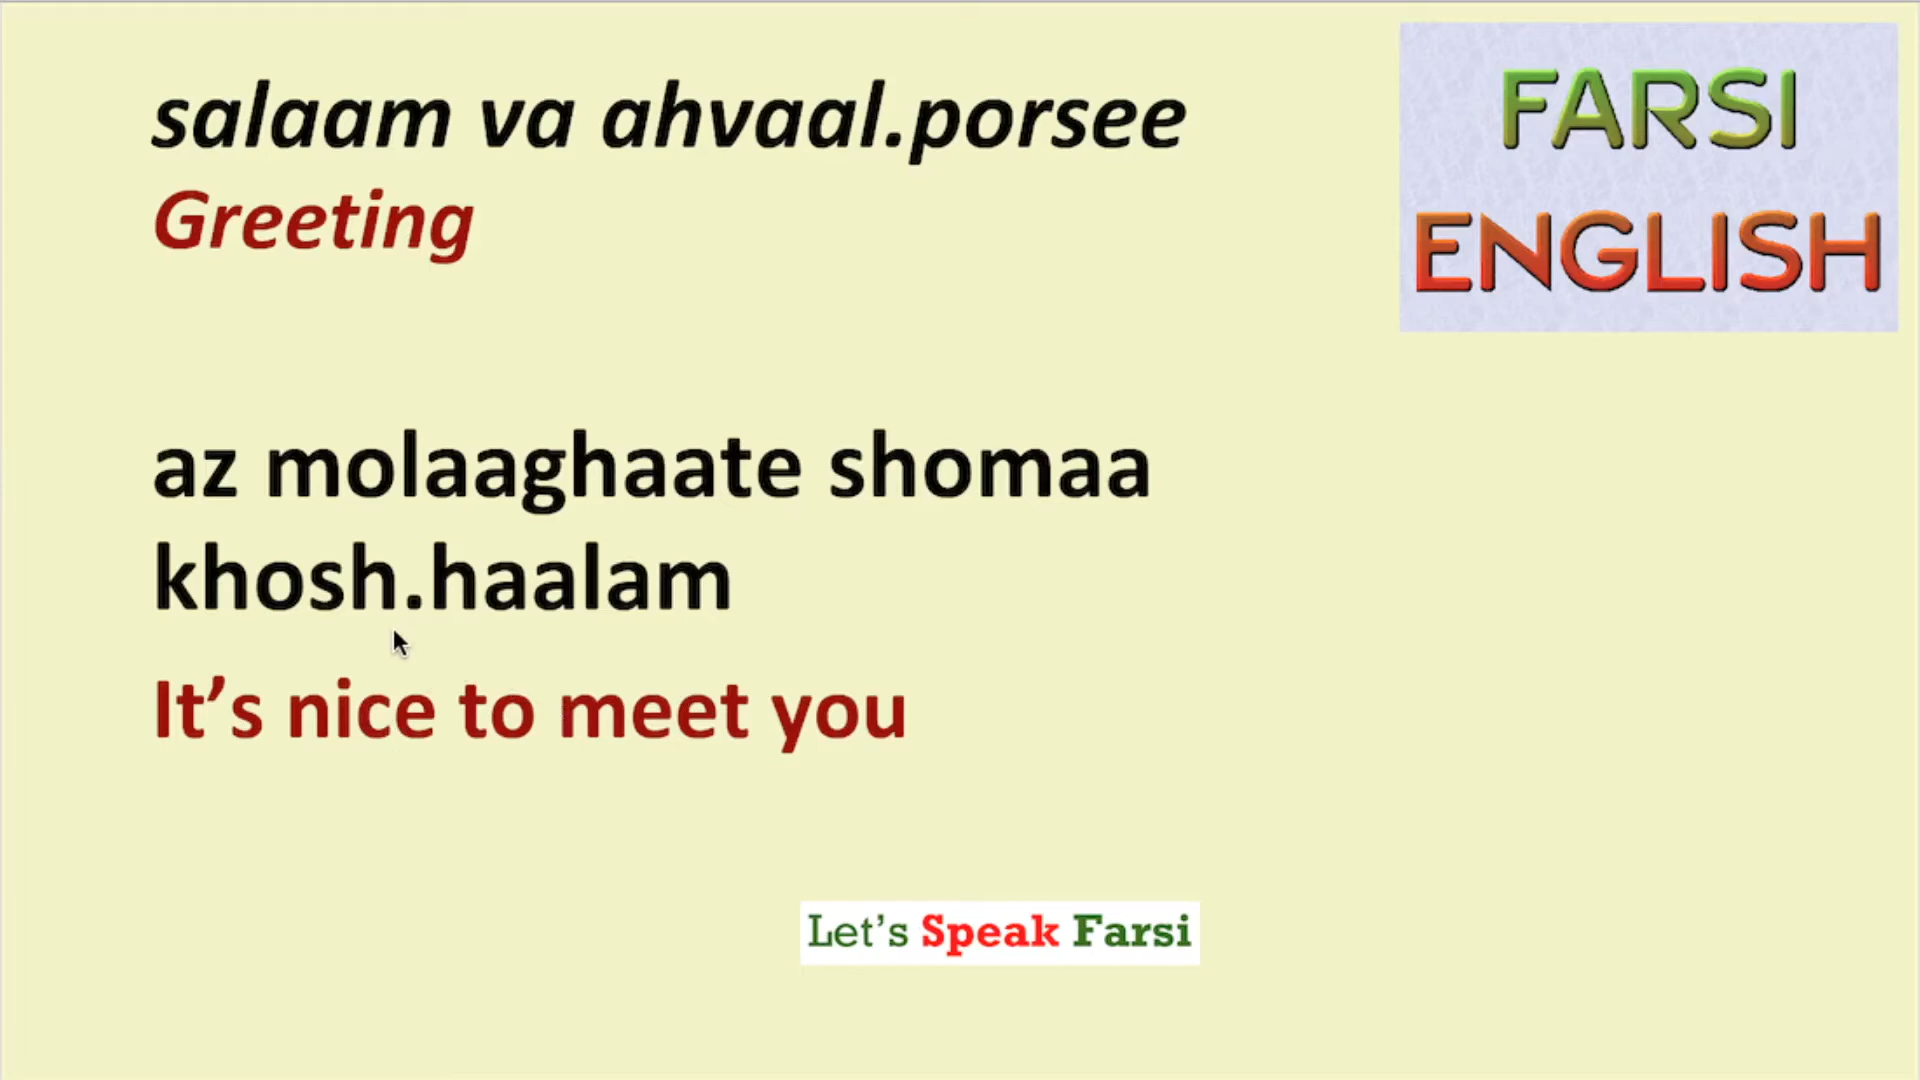 salaam va ahvaal.porsee
Greeting
FARSI
ENGLISH
az molaaghaate shomaa
khosh.haalam
It’s nice to meet you
Let’s Speak Farsi